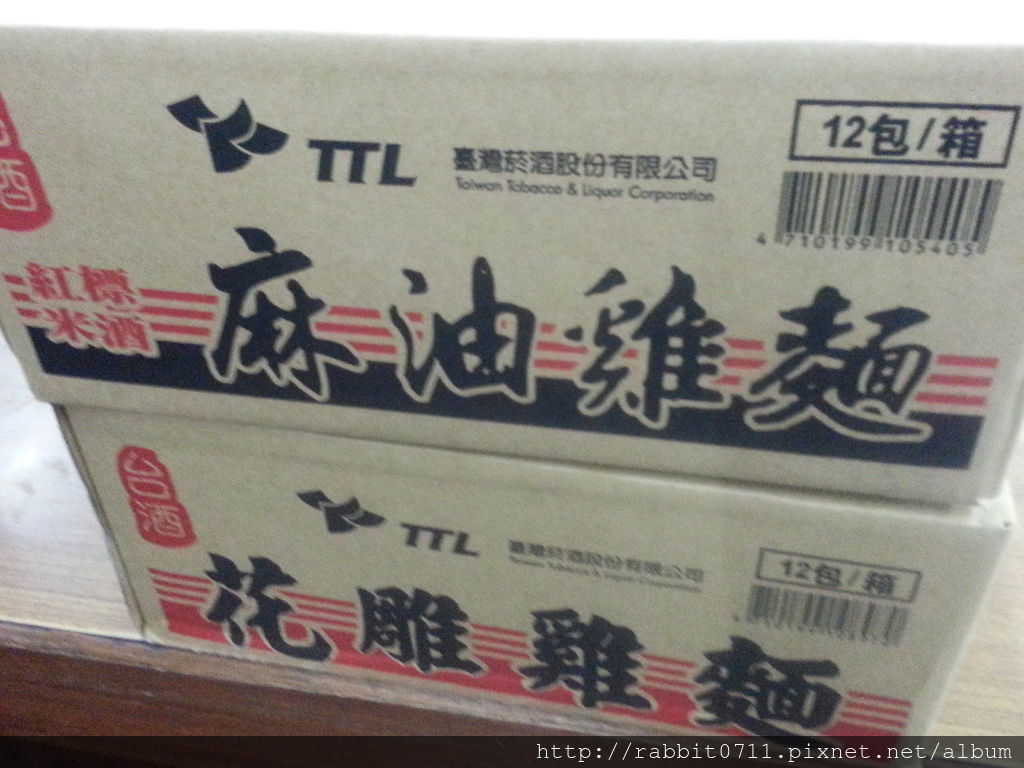 酒
TTL
臺灣菸酒股份有限公司
Taiwan Tobacco & Liquor Corporation
12包/箱
4 710199 105405
紅標
米酒
麻油雞麵
台酒
TTL
臺灣菸酒股份有限公司
Taiwan Tobacco & Liquor Corporation
12包/箱
花雕雞麵
http://rabbit0711.pixnet.net/album